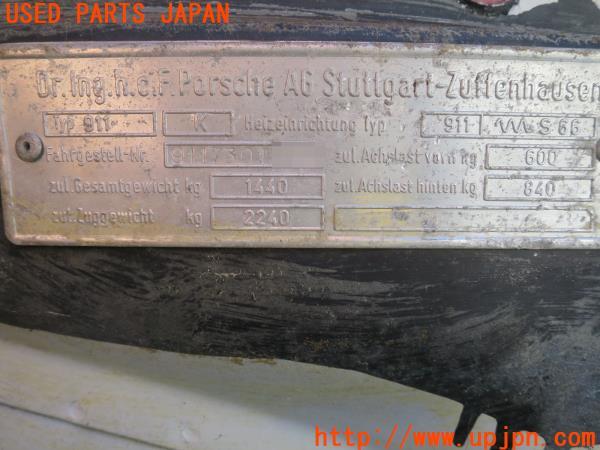 USED PARTS JAPAN
Dr.Ing.h.c.F.Porsche AG Stuttgart-Zuffenhausen
Typ 911 K Heizeinrichtung Typ 911 S 66
Fahrgestell-Nr. 9117301 zul. Achslast vorn kg 600
zul. Gesamtgewicht kg 1440 zul. Achslast hinten kg 840
zul. Zuggewicht kg 2240
http://www.upjpn.com/